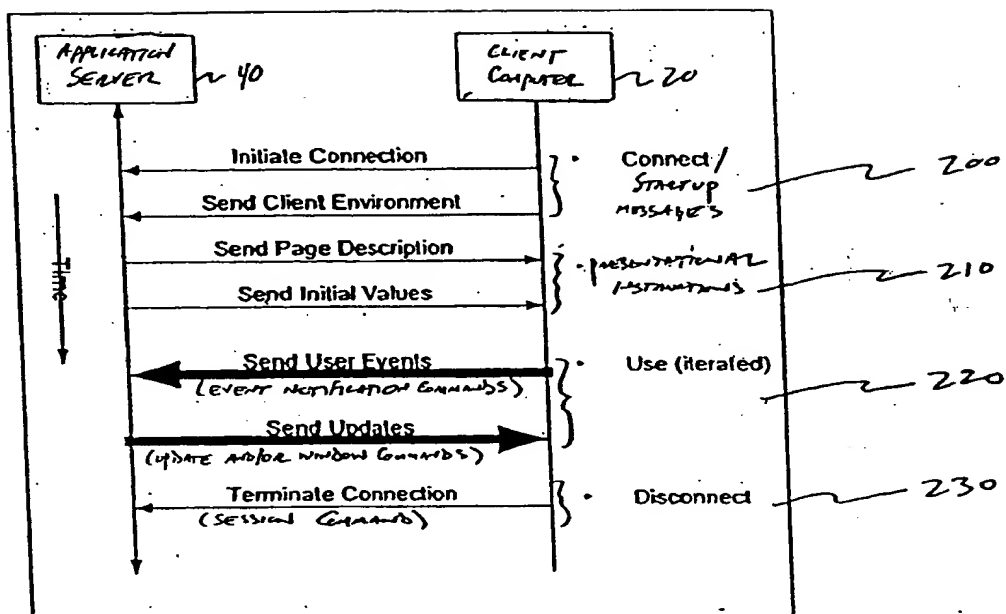 APPLICATION
SERVER
40
CLIENT
COMPUTER
20
Initiate Connection
Connect/
STARTUP
MESSAGES
200
Send Client Environment
Send Page Description
PRESENTATIONAL
INSTRUCTIONS
210
Send Initial Values
Time
Send User Events
(EVENT NOTIFICATION COMMANDS)
Use (iterated)
220
Send Updates
(UPDATE AND/OR WINDOW COMMANDS)
Terminate Connection
(SESSION COMMAND)
Disconnect
230